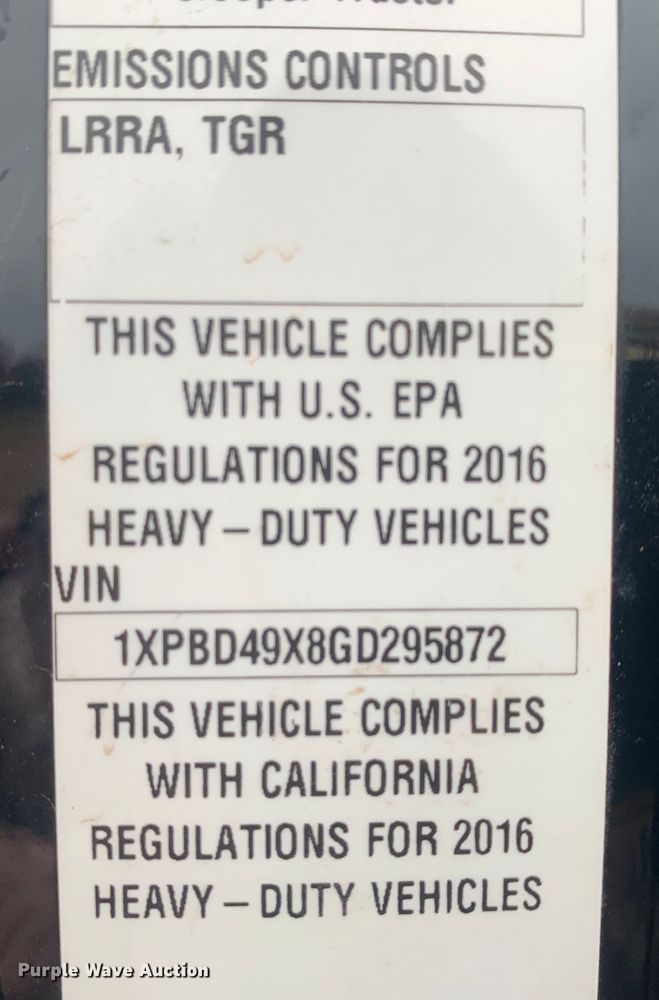 EMISSIONS CONTROLS
LRRA, TGR
THIS VEHICLE COMPLIES
WITH U.S. EPA
REGULATIONS FOR 2016
HEAVY – DUTY VEHICLES
VIN
1XPBD49X8GD295872
THIS VEHICLE COMPLIES
WITH CALIFORNIA
REGULATIONS FOR 2016
HEAVY – DUTY VEHICLES
Purple Wave Auction